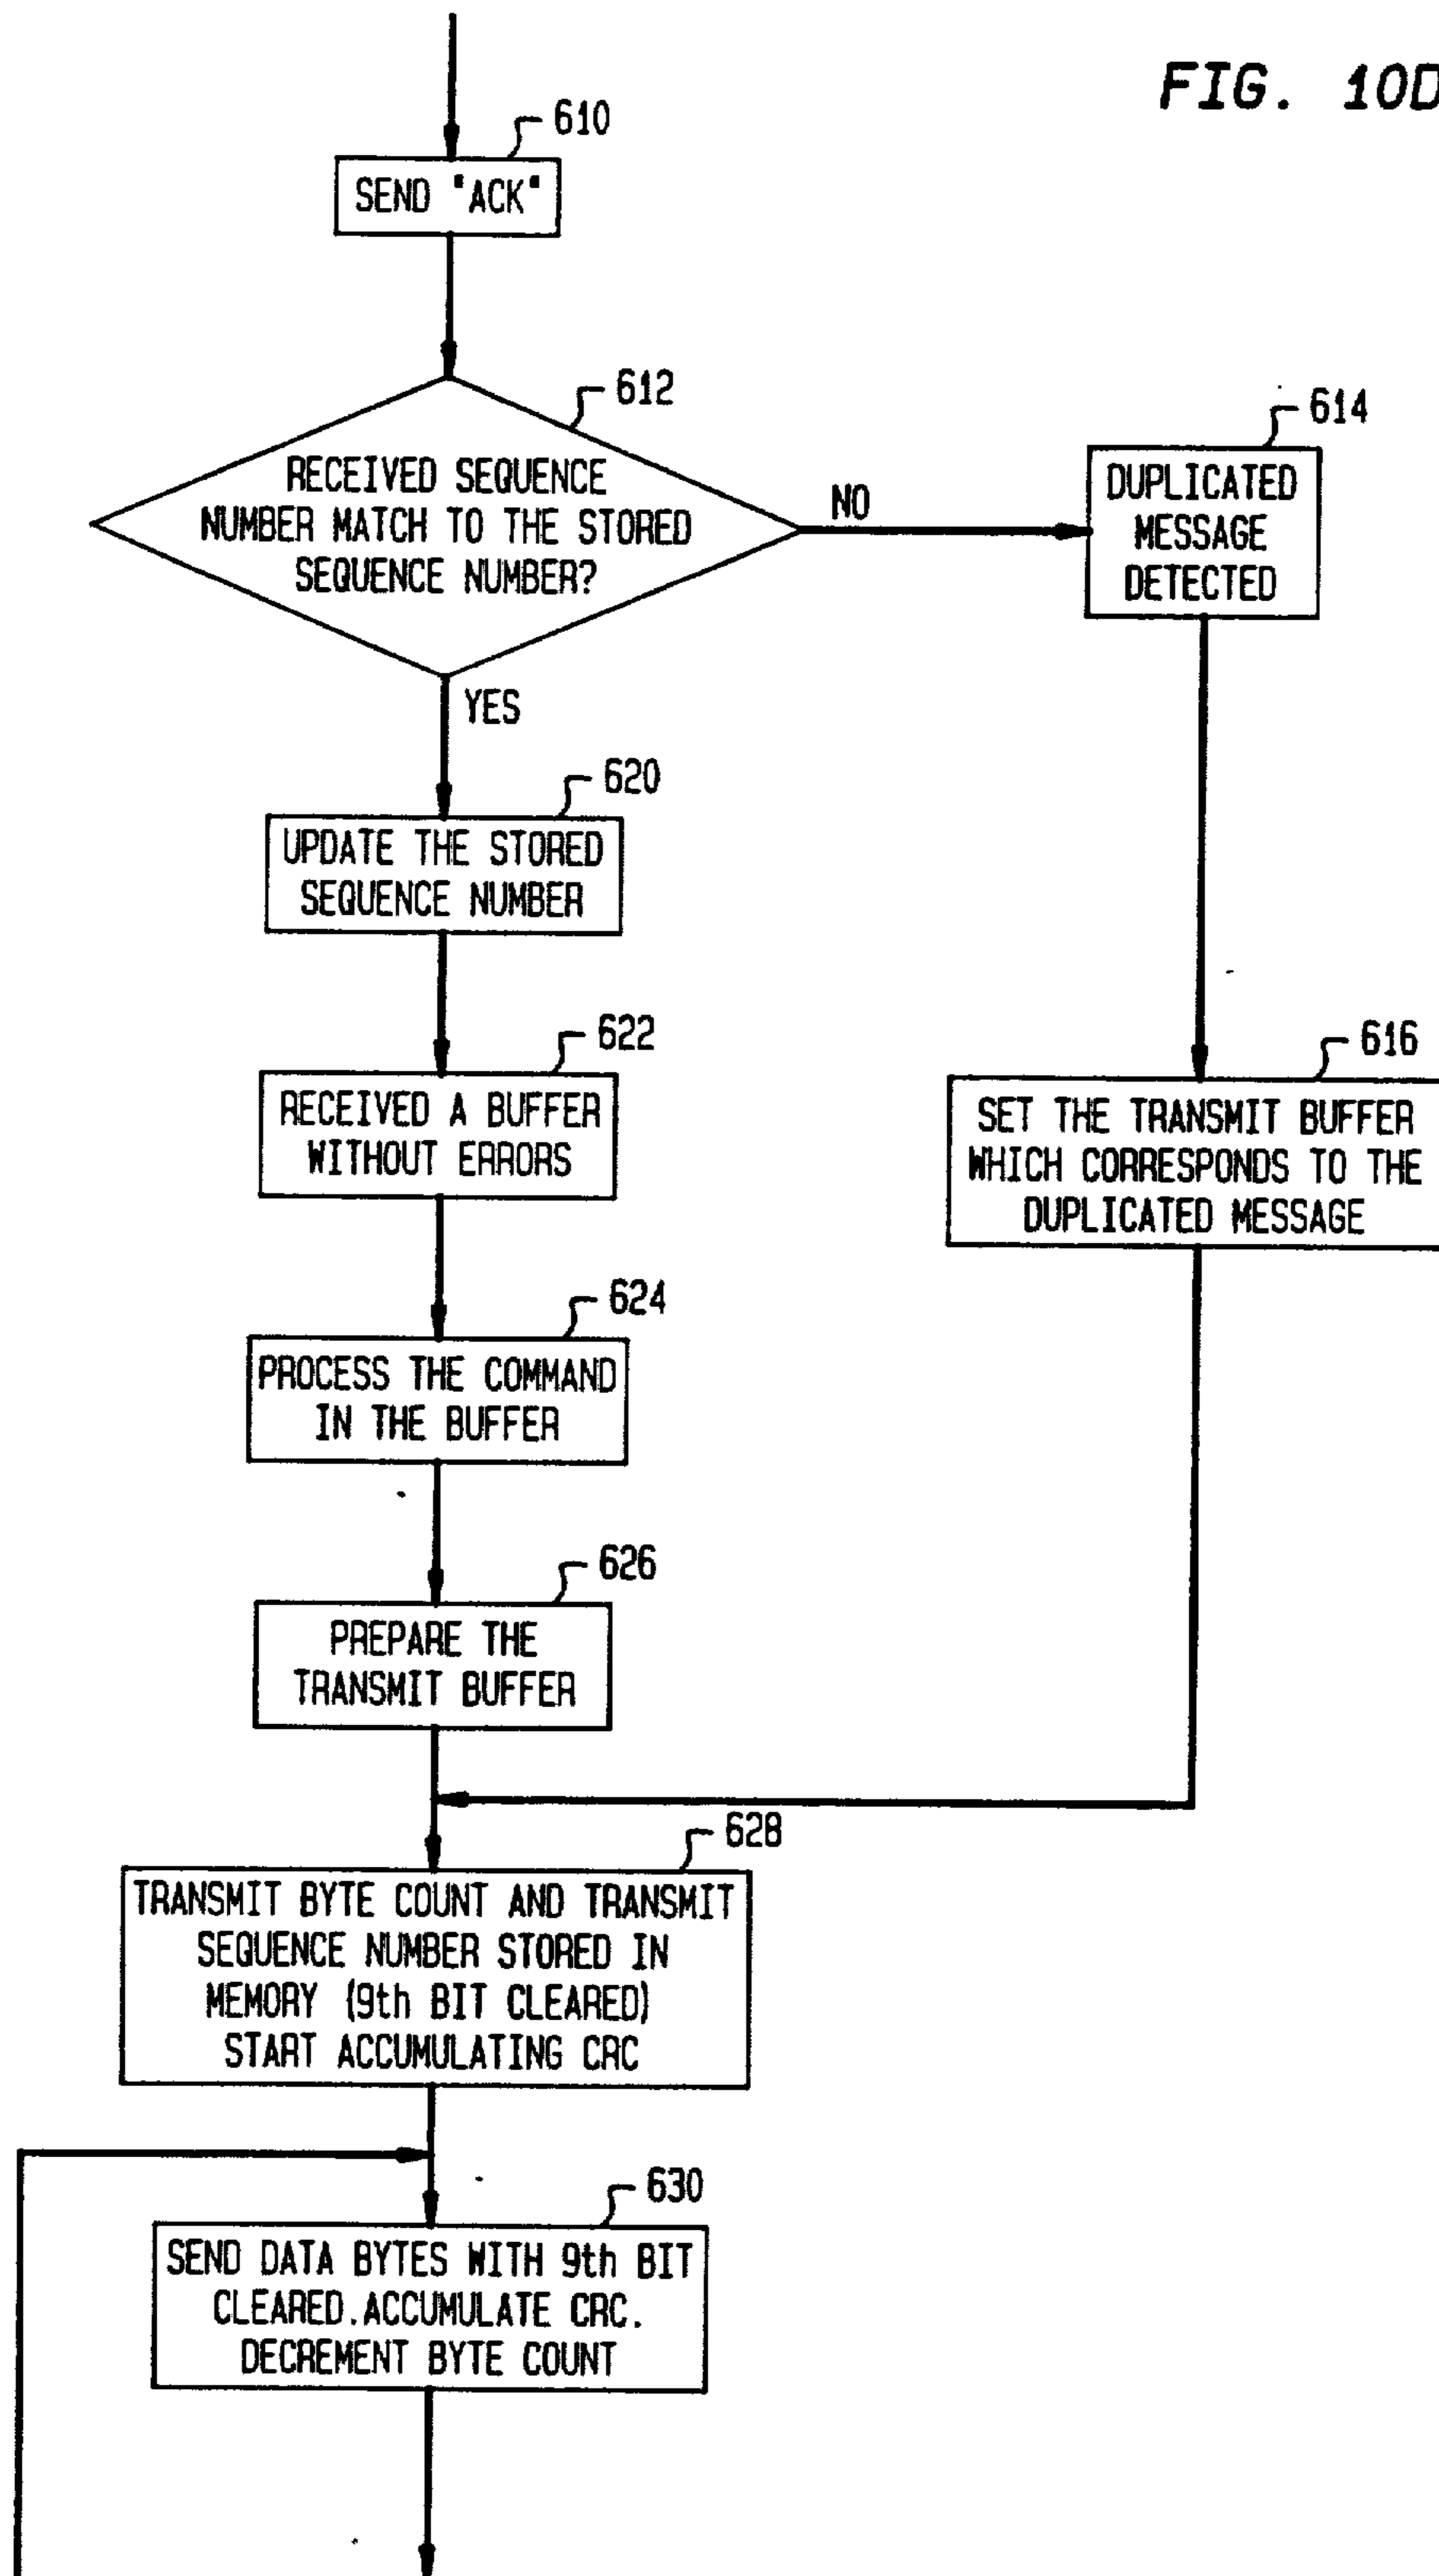 FIG. 10D
610
SEND "ACK"
612
RECEIVED SEQUENCE
NUMBER MATCH TO THE STORED
SEQUENCE NUMBER?
NO
614
DUPLICATED
MESSAGE
DETECTED
YES
620
UPDATE THE STORED
SEQUENCE NUMBER
622
RECEIVED A BUFFER
WITHOUT ERRORS
616
SET THE TRANSMIT BUFFER
WHICH CORRESPONDS TO THE
DUPLICATED MESSAGE
624
PROCESS THE COMMAND
IN THE BUFFER
626
PREPARE THE
TRANSMIT BUFFER
628
TRANSMIT BYTE COUNT AND TRANSMIT
SEQUENCE NUMBER STORED IN
MEMORY (9th BIT CLEARED)
START ACCUMULATING CRC
630
SEND DATA BYTES WITH 9th BIT
CLEARED.ACCUMULATE CRC.
DECREMENT BYTE COUNT